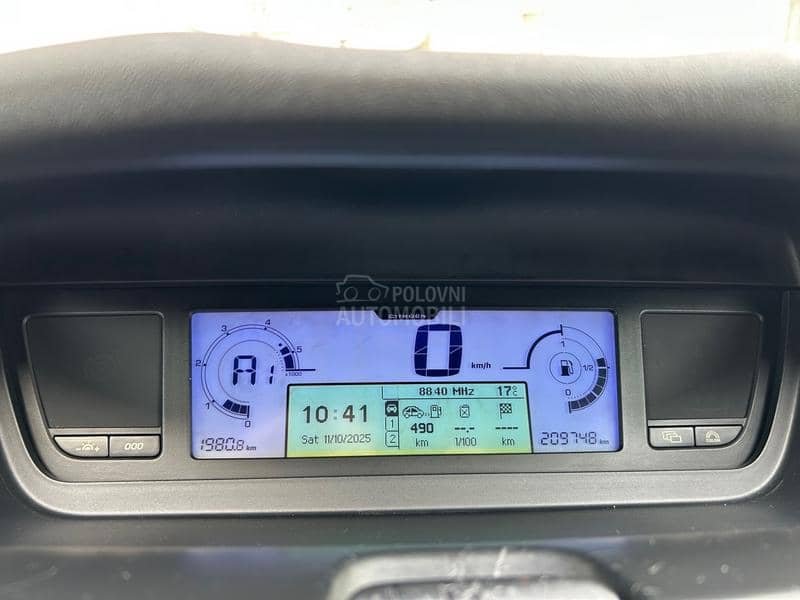 POLOVNI
AUTOMOBILI
CITROËN
3 4
2 5
1 x1000
0
A1
0 km/h
1
1/2
0
88.40 MHz 17°C
10:41
Sat 11/10/2025
1
2
490 --.- ----
km 1/100 km
1980.8 km
209748 km
000